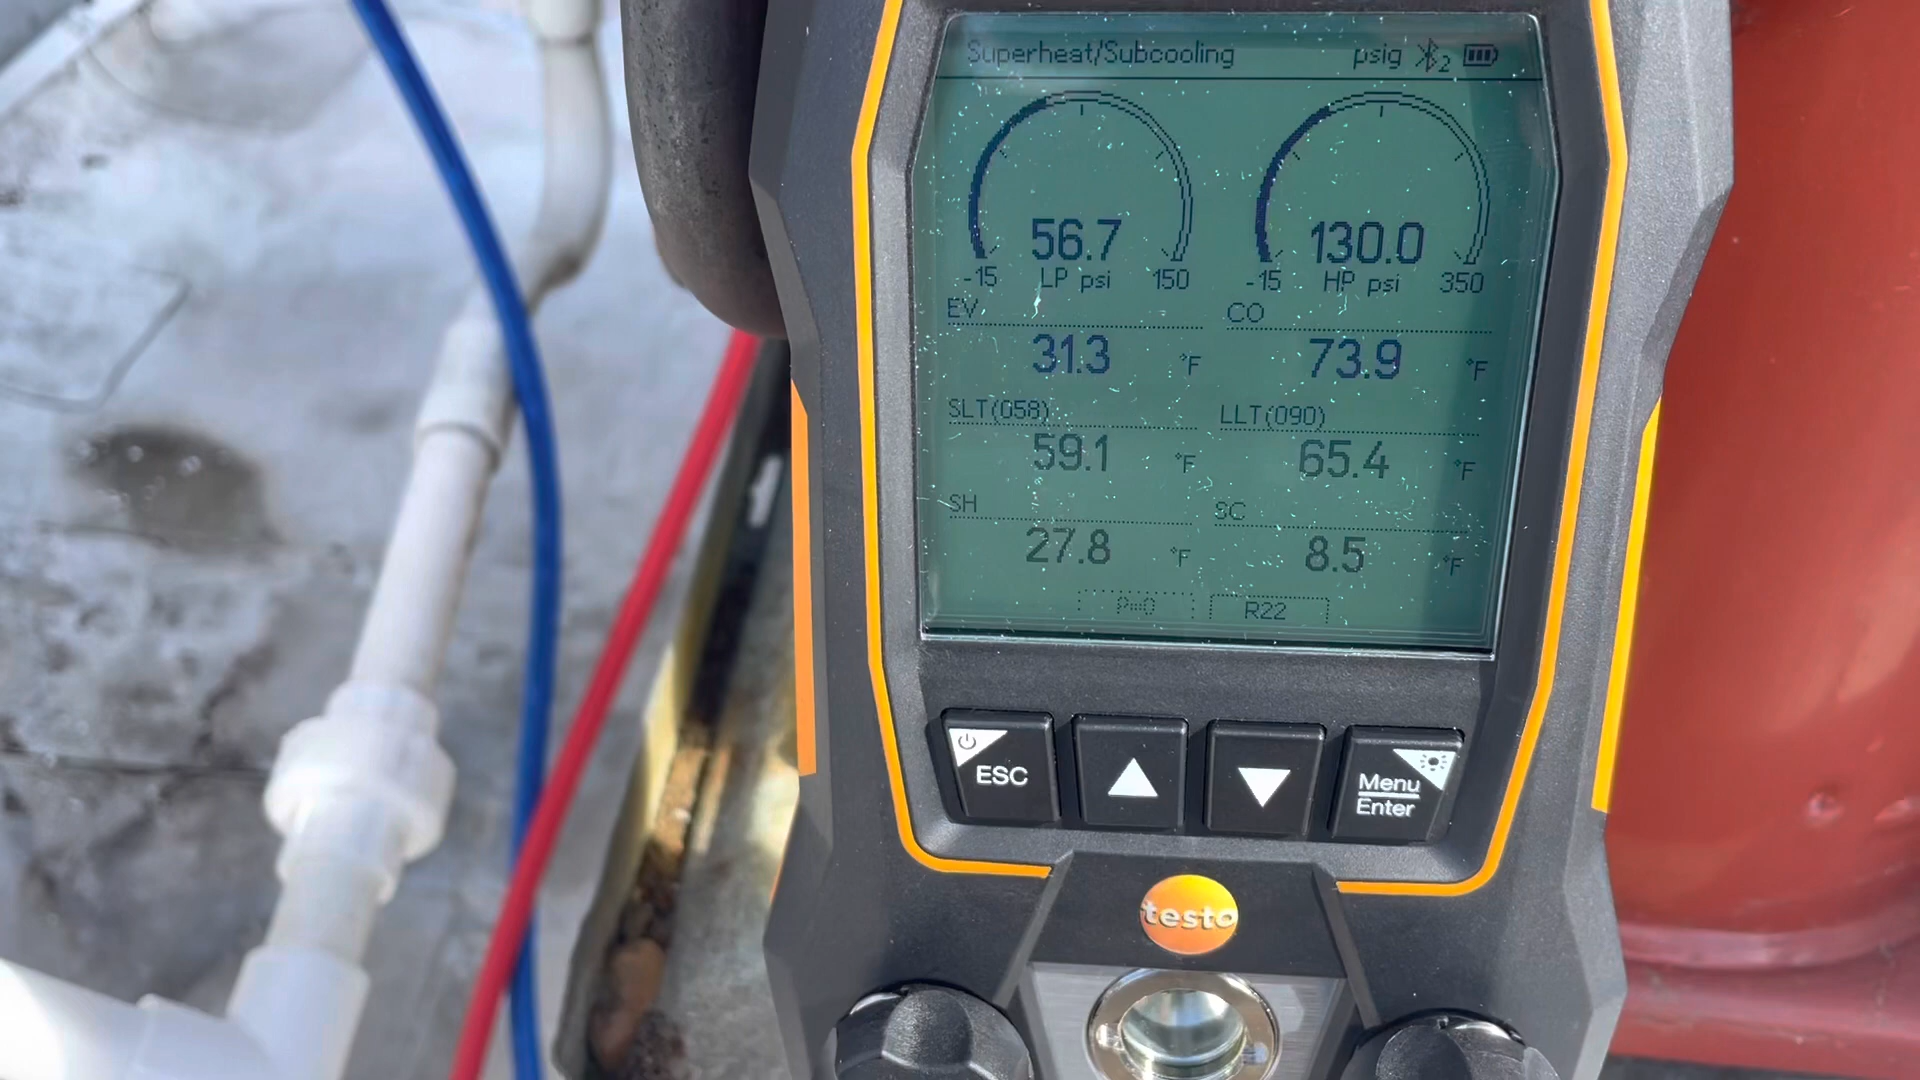 Superheat/Subcooling psig 2
56.7 130.0
-15 LP psi 150 -15 HP psi 350
EV CO
31.3 °F 73.9 °F
SLT(058) LLT(090)
59.1 °F 65.4 °F
SH SC
27.8 °F 8.5 °F
P=0 R22
ESC Menu
Enter
testo